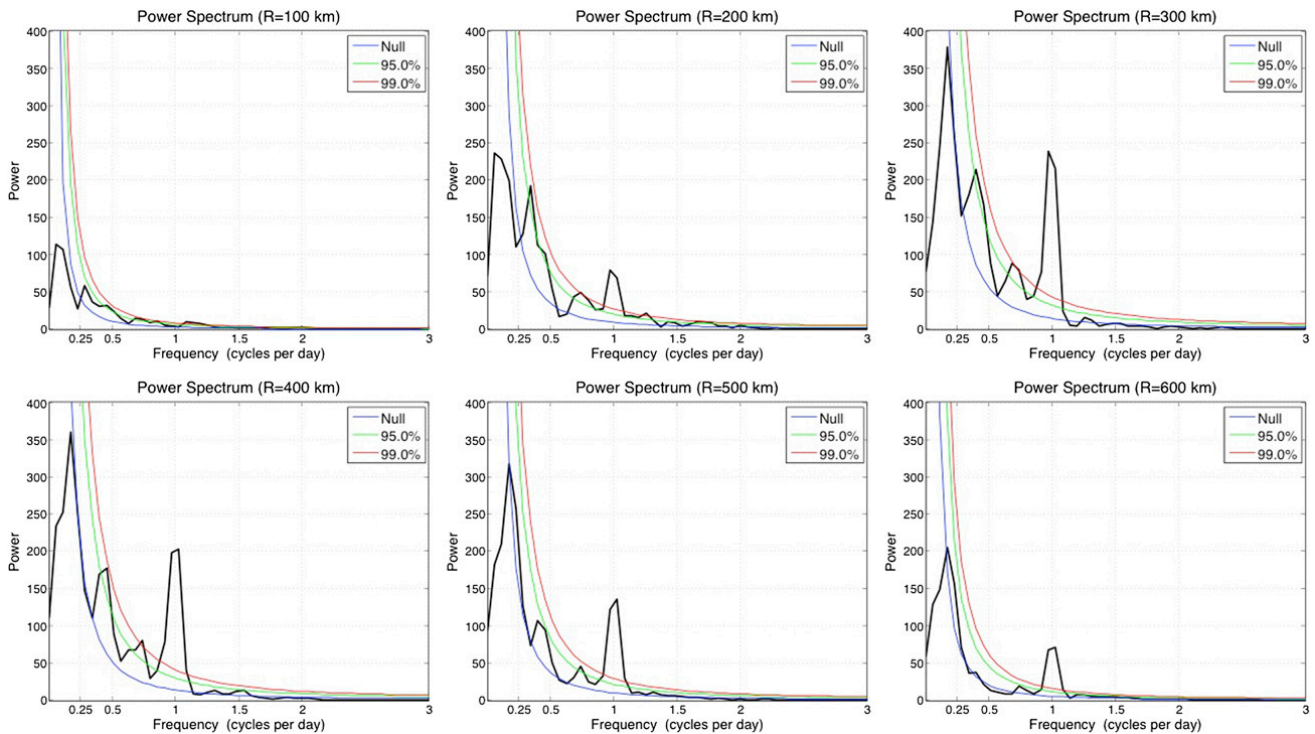 Power Spectrum (R=100 km)
400
350
300
250
200
150
100
50
0
Power
Null
95.0%
99.0%
0.25 0.5 1 1.5 2 3
Frequency (cycles per day)
Power Spectrum (R=200 km)
400
350
300
250
200
150
100
50
0
Power
Null
95.0%
99.0%
0.25 0.5 1 1.5 2 3
Frequency (cycles per day)
Power Spectrum (R=300 km)
400
350
300
250
200
150
100
50
0
Power
Null
95.0%
99.0%
0.25 0.5 1 1.5 2 3
Frequency (cycles per day)
Power Spectrum (R=400 km)
400
350
300
250
200
150
100
50
0
Power
Null
95.0%
99.0%
0.25 0.5 1 1.5 2 3
Frequency (cycles per day)
Power Spectrum (R=500 km)
400
350
300
250
200
150
100
50
0
Power
Null
95.0%
99.0%
0.25 0.5 1 1.5 2 3
Frequency (cycles per day)
Power Spectrum (R=600 km)
400
350
300
250
200
150
100
50
0
Power
Null
95.0%
99.0%
0.25 0.5 1 1.5 2 3
Frequency (cycles per day)